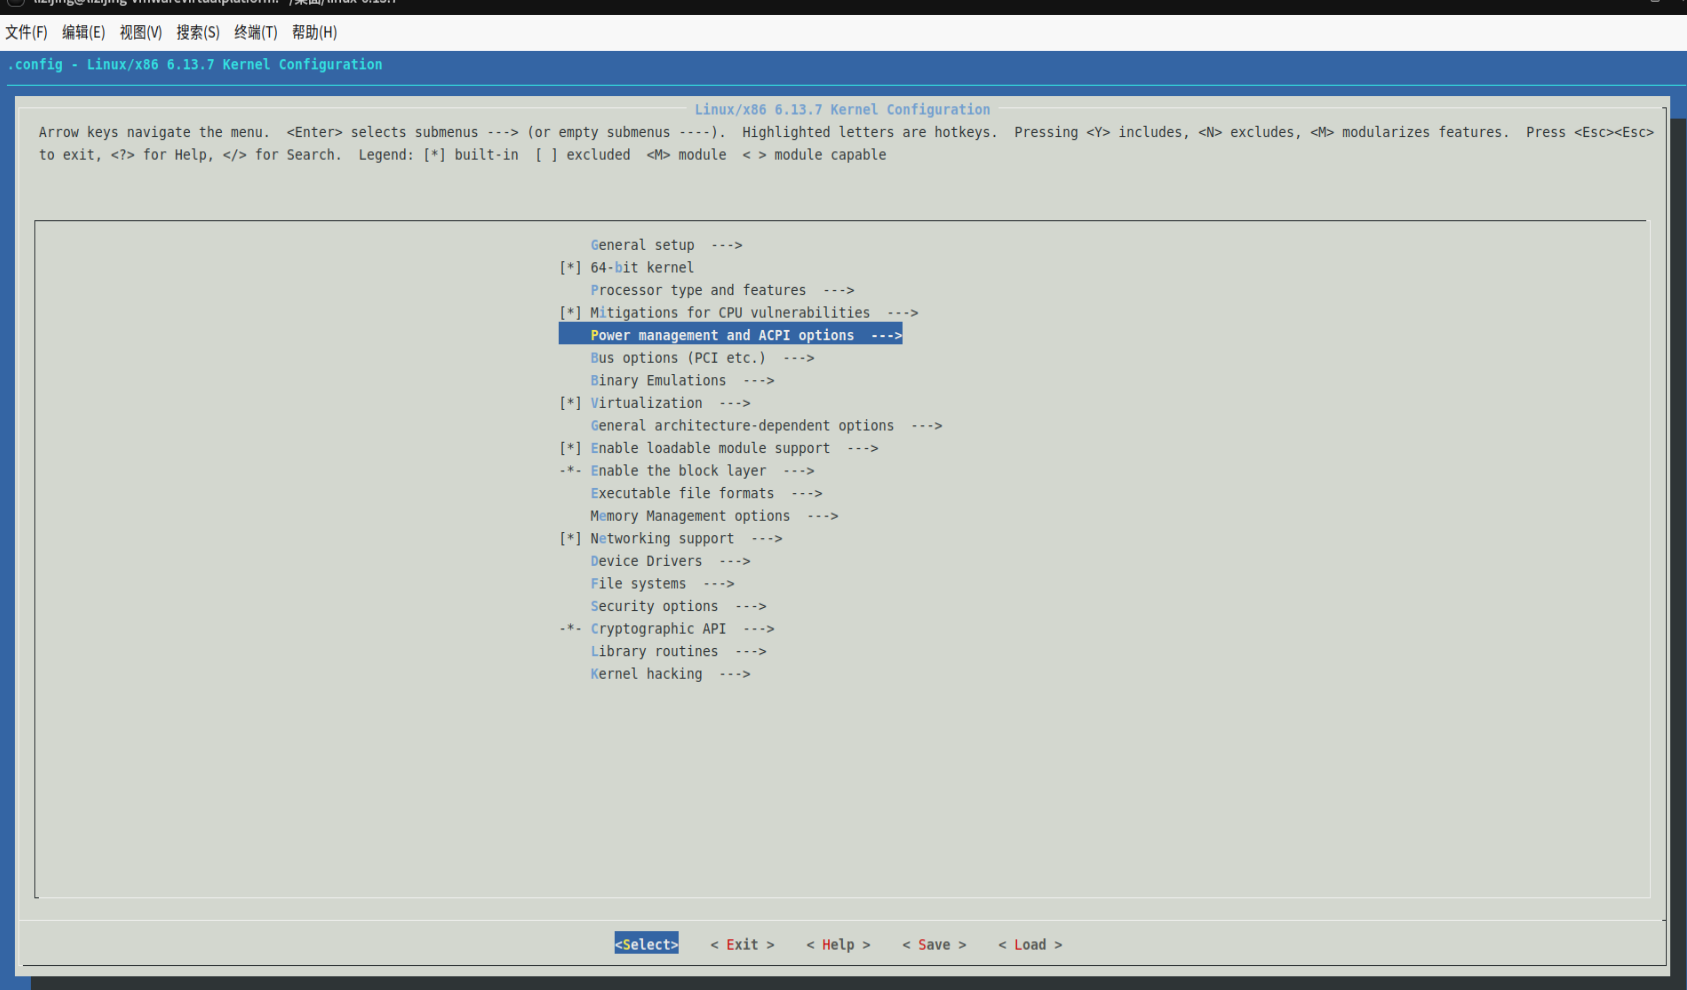 文件(F) 编辑(E) 视图(V) 搜索(S) 终端(T) 帮助(H)
.config - Linux/x86 6.13.7 Kernel Configuration
Linux/x86 6.13.7 Kernel Configuration
Arrow keys navigate the menu.  <Enter> selects submenus ---> (or empty submenus ----).  Highlighted letters are hotkeys.  Pressing <Y> includes, <N> excludes, <M> modularizes features.  Press <Esc><Esc>
to exit, <?> for Help, </> for Search.  Legend: [*] built-in  [ ] excluded  <M> module  < > module capable
General setup  --->
[*] 64-bit kernel
Processor type and features  --->
[*] Mitigations for CPU vulnerabilities  --->
Power management and ACPI options  --->
Bus options (PCI etc.)  --->
Binary Emulations  --->
[*] Virtualization  --->
General architecture-dependent options  --->
[*] Enable loadable module support  --->
-*- Enable the block layer  --->
Executable file formats  --->
Memory Management options  --->
[*] Networking support  --->
Device Drivers  --->
File systems  --->
Security options  --->
-*- Cryptographic API  --->
Library routines  --->
Kernel hacking  --->
<Select>    < Exit >    < Help >    < Save >    < Load >